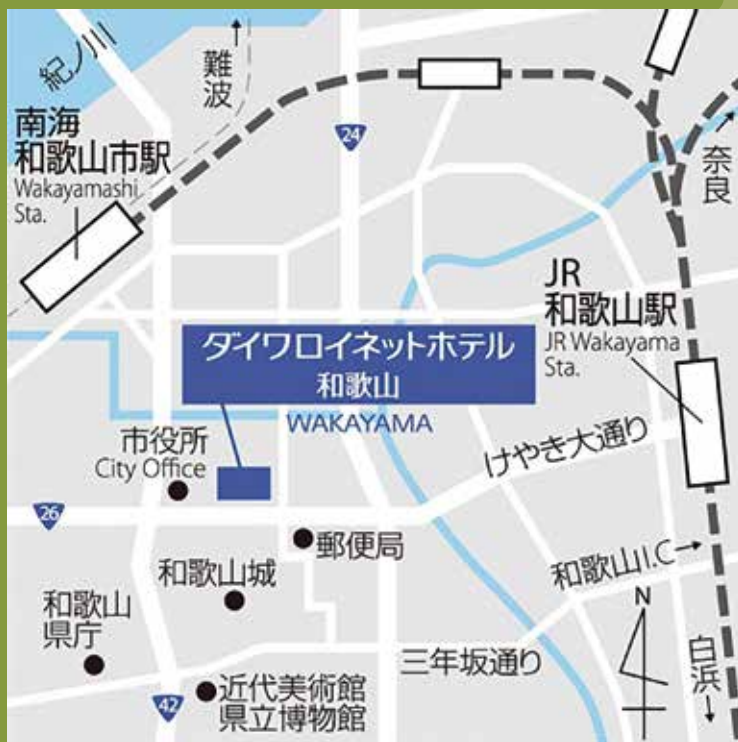 紀ノ川
難波
南海
和歌山市駅
Wakayamashi
Sta.
24
奈良
JR
和歌山駅
JR Wakayama
Sta.
ダイワロイネットホテル
和歌山
WAKAYAMA
市役所
City Office
けやき大通り
26
郵便局
和歌山I.C
和歌山城
N
和歌山
県庁
三年坂通り
白浜
42
近代美術館
県立博物館